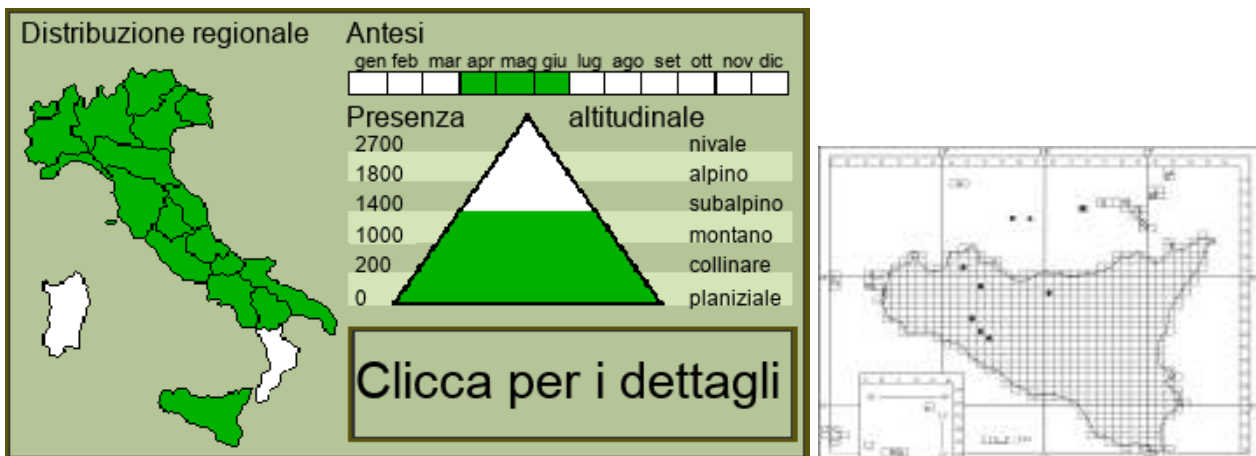 Distribuzione regionale
Antesi
gen feb mar apr mag giu lug ago set ott nov dic
Presenza altitudinale
2700 nivale
1800 alpino
1400 subalpino
1000 montano
200 collinare
0 planiziale
Clicca per i dettagli